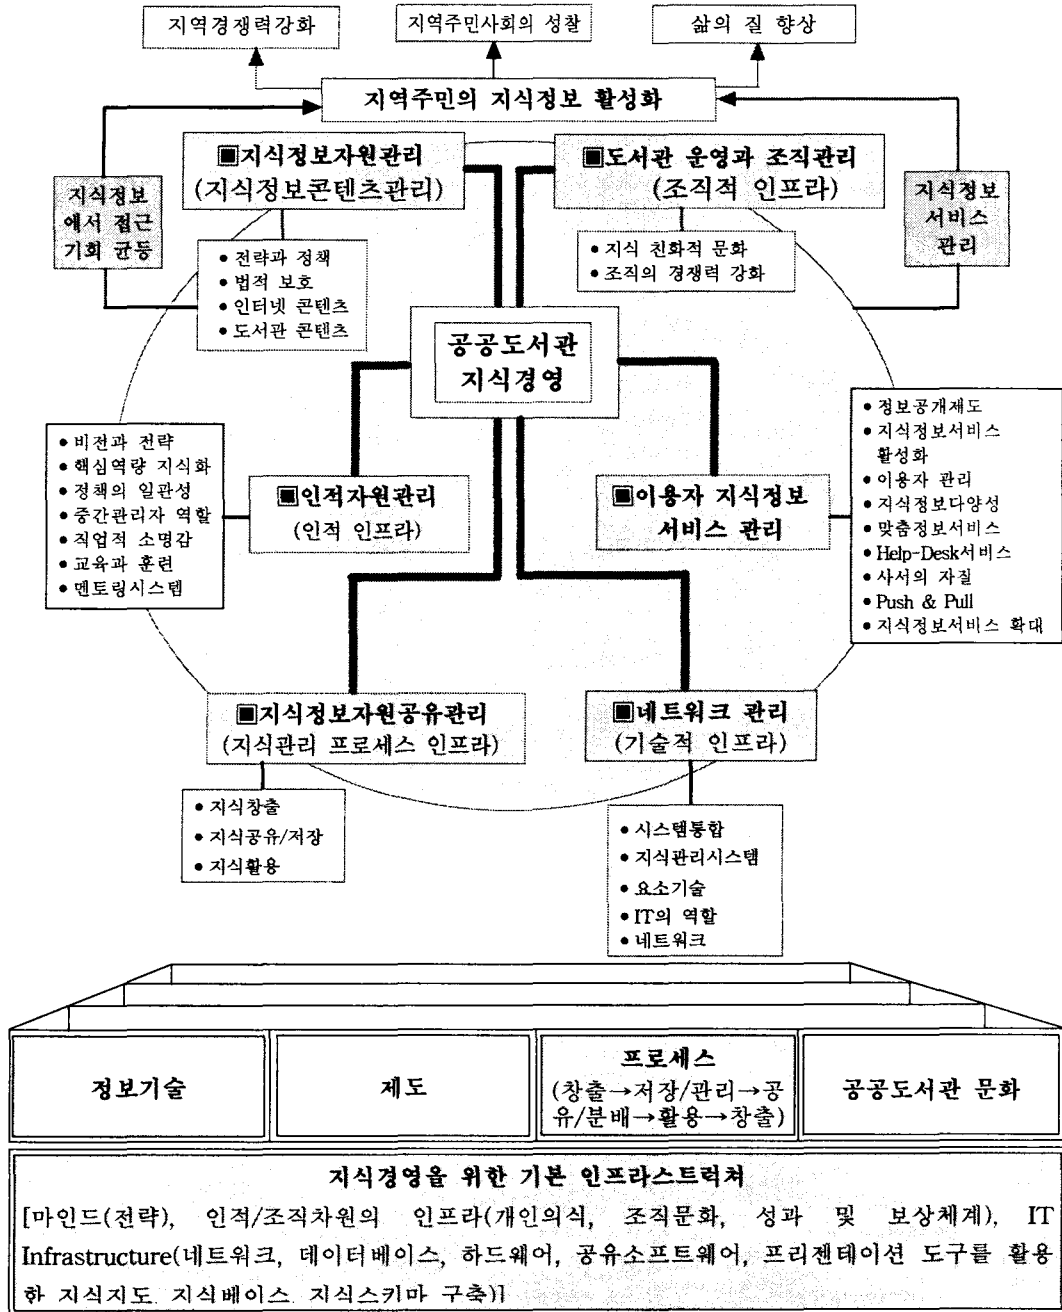 지역경쟁력강화
지역주민사회의 성찰
삶의 질 향상
지역주민의 지식정보 활성화
▣지식정보자원관리
(지식정보콘텐츠관리)
▣도서관 운영과 조직관리
(조직적 인프라)
지식정보
에서 접근
기회 균등
지식정보
서비스
관리
• 전략과 정책
• 법적 보호
• 인터넷 콘텐츠
• 도서관 콘텐츠
• 지식 친화적 문화
• 조직의 경쟁력 강화
공공도서관
지식경영
• 비전과 전략
• 핵심역량 지식화
• 정책의 일관성
• 중간관리자 역할
• 직업적 소명감
• 교육과 훈련
• 멘토링시스템
▣인적자원관리
(인적 인프라)
▣이용자 지식정보
서비스 관리
• 정보공개제도
• 지식정보서비스
활성화
• 이용자 관리
• 지식정보다양성
• 맞춤정보서비스
• Help-Desk서비스
• 사서의 자질
• Push & Pull
• 지식정보서비스 확대
▣지식정보자원공유관리
(지식관리 프로세스 인프라)
▣네트워크 관리
(기술적 인프라)
• 지식창출
• 지식공유/저장
• 지식활용
• 시스템통합
• 지식관리시스템
• 요소기술
• IT의 역할
• 네트워크
정보기술
제도
프로세스
(창출→저장/관리→공
유/분배→활용→창출)
공공도서관 문화
지식경영을 위한 기본 인프라스트럭쳐
[마인드(전략), 인적/조직차원의 인프라(개인의식, 조직문화, 성과 및 보상체계), IT
Infrastructure(네트워크, 데이터베이스, 하드웨어, 공유소프트웨어, 프리젠테이션 도구를 활용
한 지식지도, 지식베이스, 지식스키마 구축)]